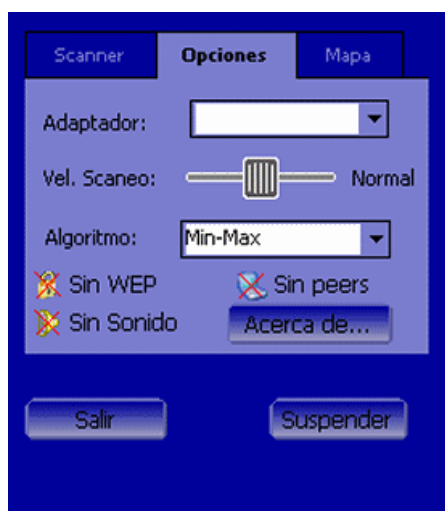 Scanner Opciones Mapa
Adaptador:
Vel. Scaneo: Normal
Algoritmo: Min-Max
Sin WEP Sin peers
Sin Sonido Acerca de...
Salir Suspender